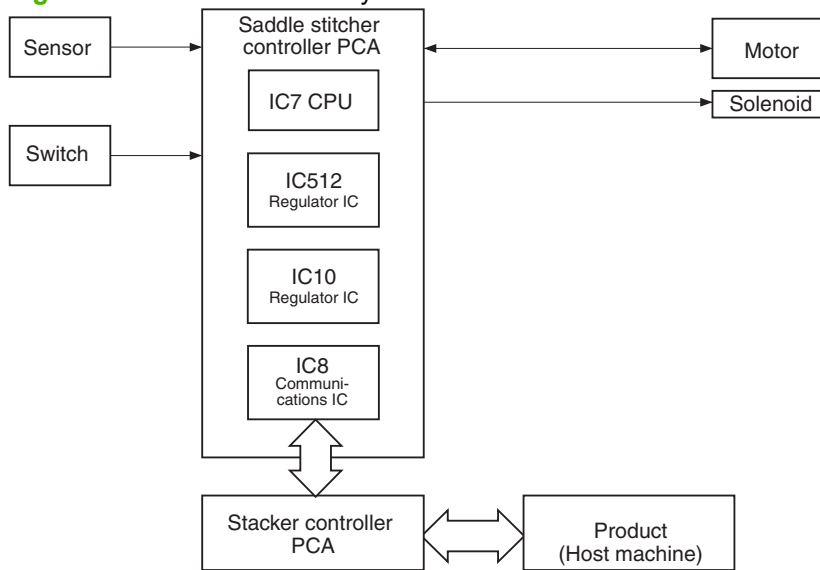 Saddle stitcher
controller PCA
Sensor
Motor
IC7 CPU
Solenoid
Switch
IC512
Regulator IC
IC10
Regulator IC
IC8
Communi-
cations IC
Stacker controller
PCA
Product
(Host machine)